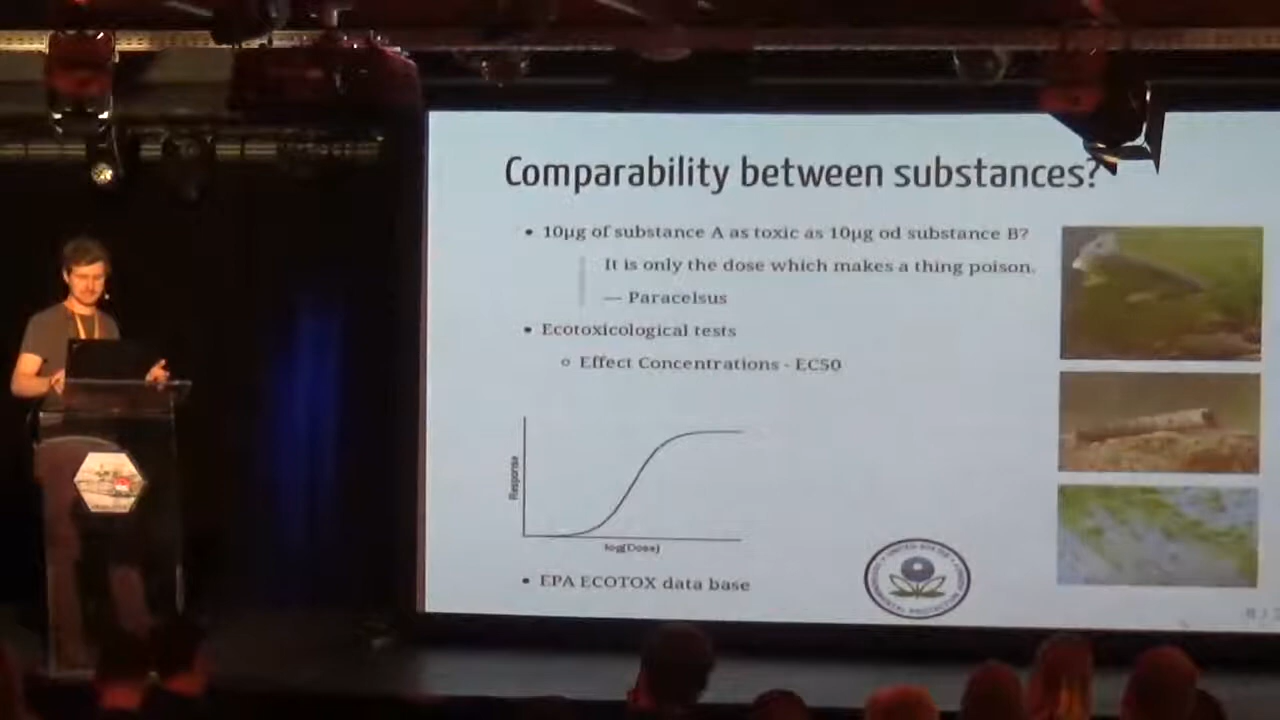 Comparability between substances?
• 10µg of substance A as toxic as 10µg od substance B?
It is only the dose which makes a thing poison.
— Paracelsus
• Ecotoxicological tests
o Effect Concentrations - EC50
Response
log(Dose)
• EPA ECOTOX data base